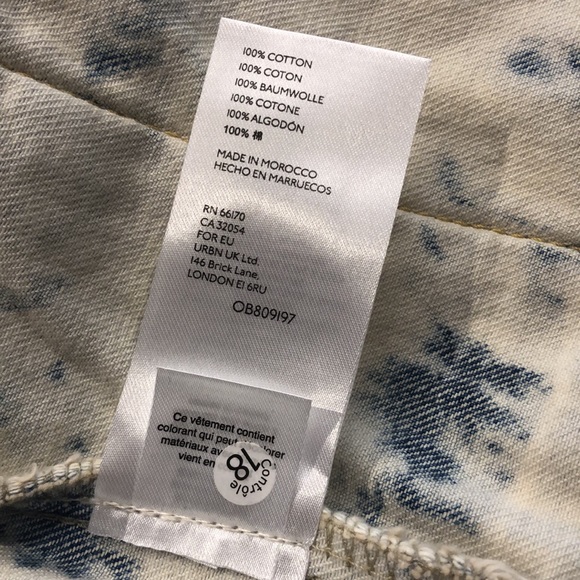 100% COTTON
100% COTON
100% BAUMWOLLE
100% COTONE
100% ALGODÓN
100% 棉
MADE IN MOROCCO
HECHO EN MARRUECOS
RN 66170
CA 32054
FOR EU
URBN UK Ltd.
146 Brick Lane,
LONDON E1 6RU
OB809197
Ce vêtement contient
colorant qui
matériaux
vient en
Contrôle
18